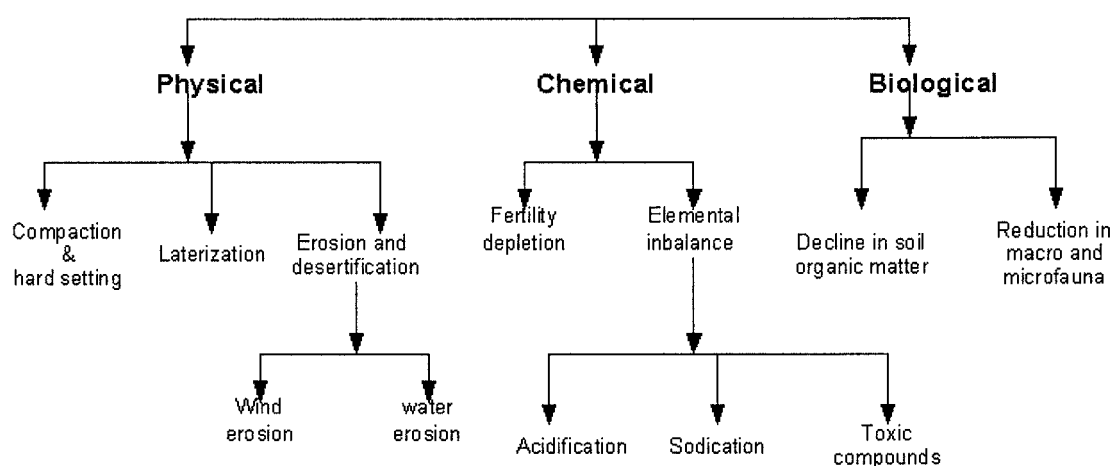 Physical
Chemical
Biological
Compaction
&
hard setting
Laterization
Erosion and
desertification
Fertility
depletion
Elemental
inbalance
Decline in soil
organic matter
Reduction in
macro and
microfauna
Wind
erosion
water
erosion
Acidification
Sodication
Toxic
compounds